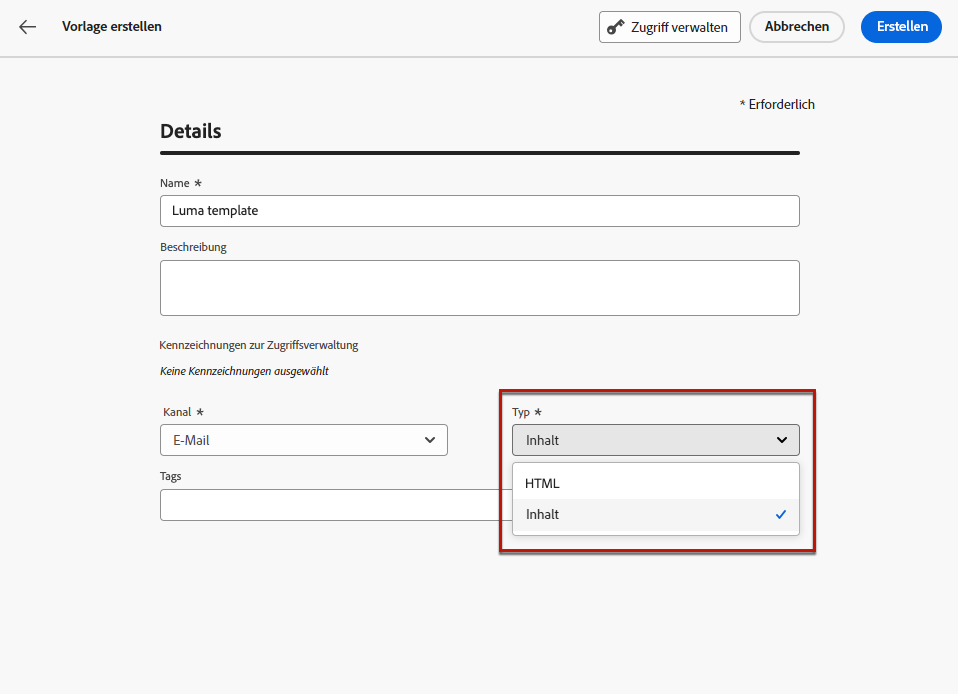 Vorlage erstellen
Zugriff verwalten
Abbrechen
Erstellen
* Erforderlich
Details
Name *
Luma template
Beschreibung
Kennzeichnungen zur Zugriffsverwaltung
Keine Kennzeichnungen ausgewählt
Kanal *
Typ *
E-Mail
Inhalt
Tags
HTML
Inhalt